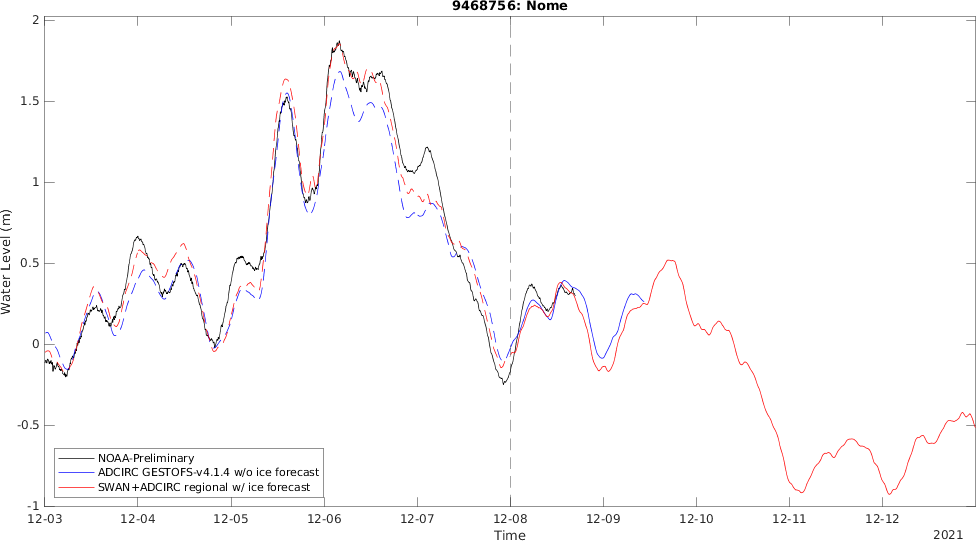 9468756: Nome
2
1.5
1
0.5
0
-0.5
-1
Water Level (m)
NOAA-Preliminary
ADCIRC GESTOFS-v4.1.4 w/o ice forecast
SWAN+ADCIRC regional w/ ice forecast
12-03 12-04 12-05 12-06 12-07 12-08 12-09 12-10 12-11 12-12
Time
2021